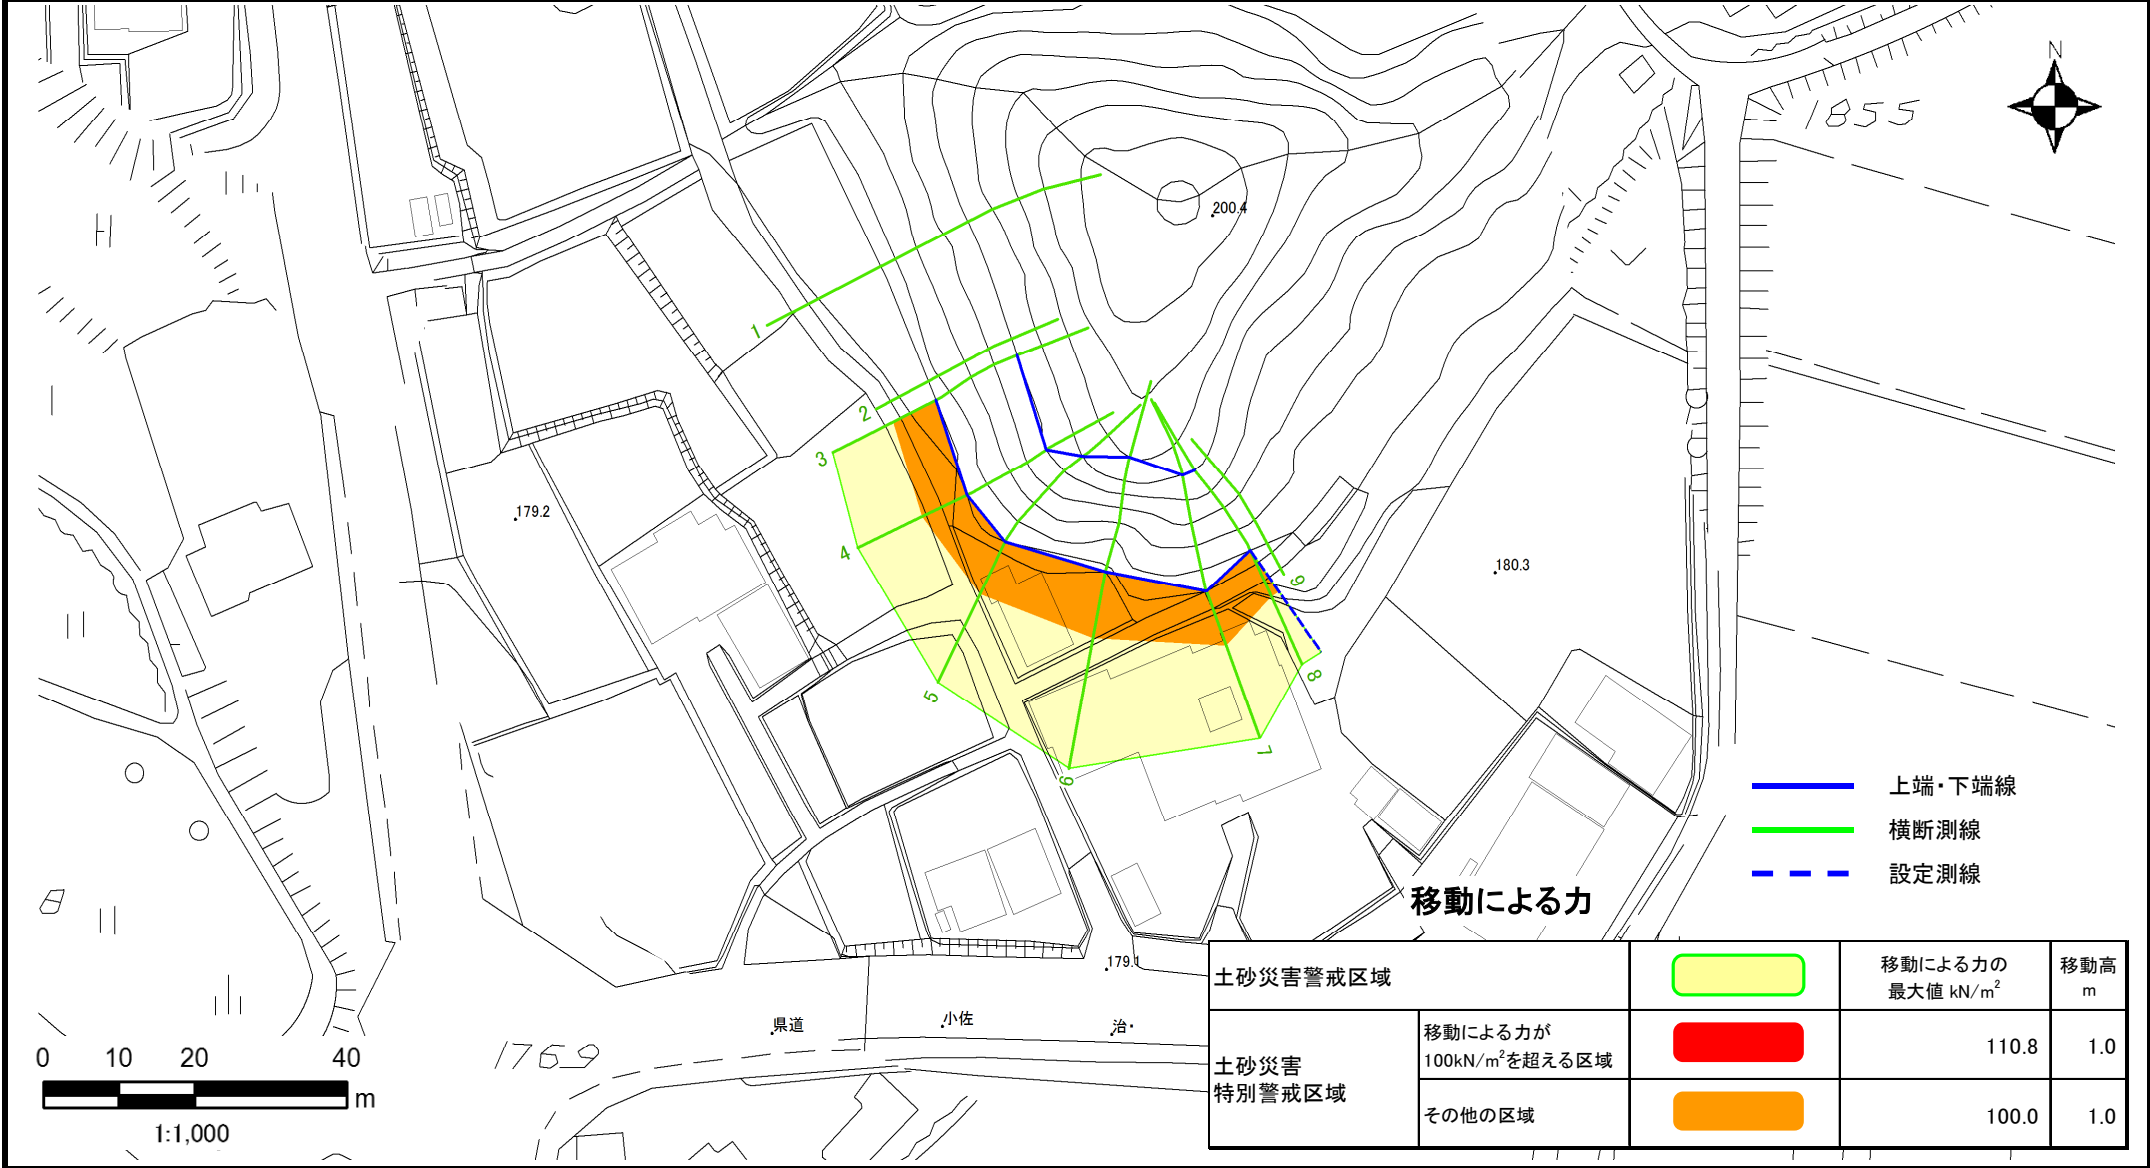 N
855
200.4
1
2
3
179.2
4
180.3
9
5
8
7
6
上端・下端線
横断測線
設定測線
移動による力
179.1
土砂災害警戒区域
移動による力の
最大値 kN/m²
移動高
m
県道
小佐
治
1769
移動による力が
100kN/m²を超える区域
110.8
1.0
土砂災害
特別警戒区域
その他の区域
100.0
1.0
0 10 20 40
m
1:1,000